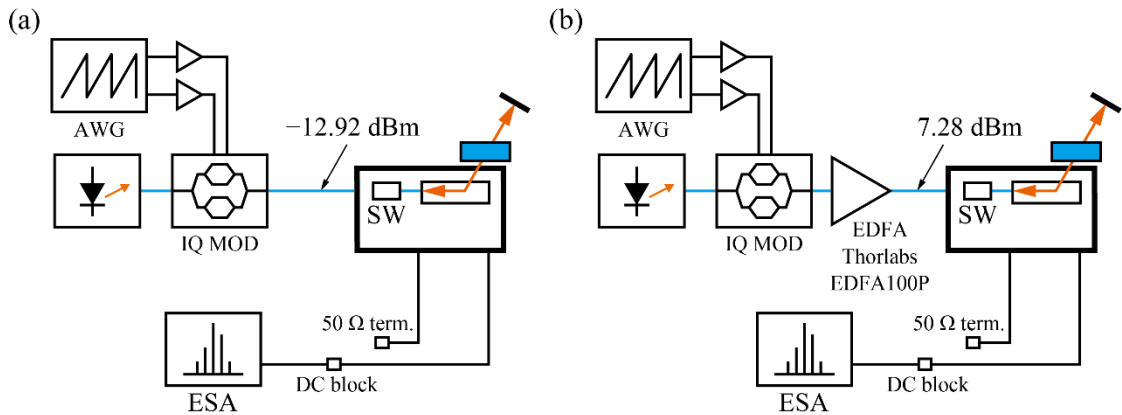 (a)
AWG
−12.92 dBm
SW
IQ MOD
50 Ω term.
DC block
ESA
(b)
AWG
7.28 dBm
SW
IQ MOD
EDFA
Thorlabs
EDFA100P
50 Ω term.
DC block
ESA